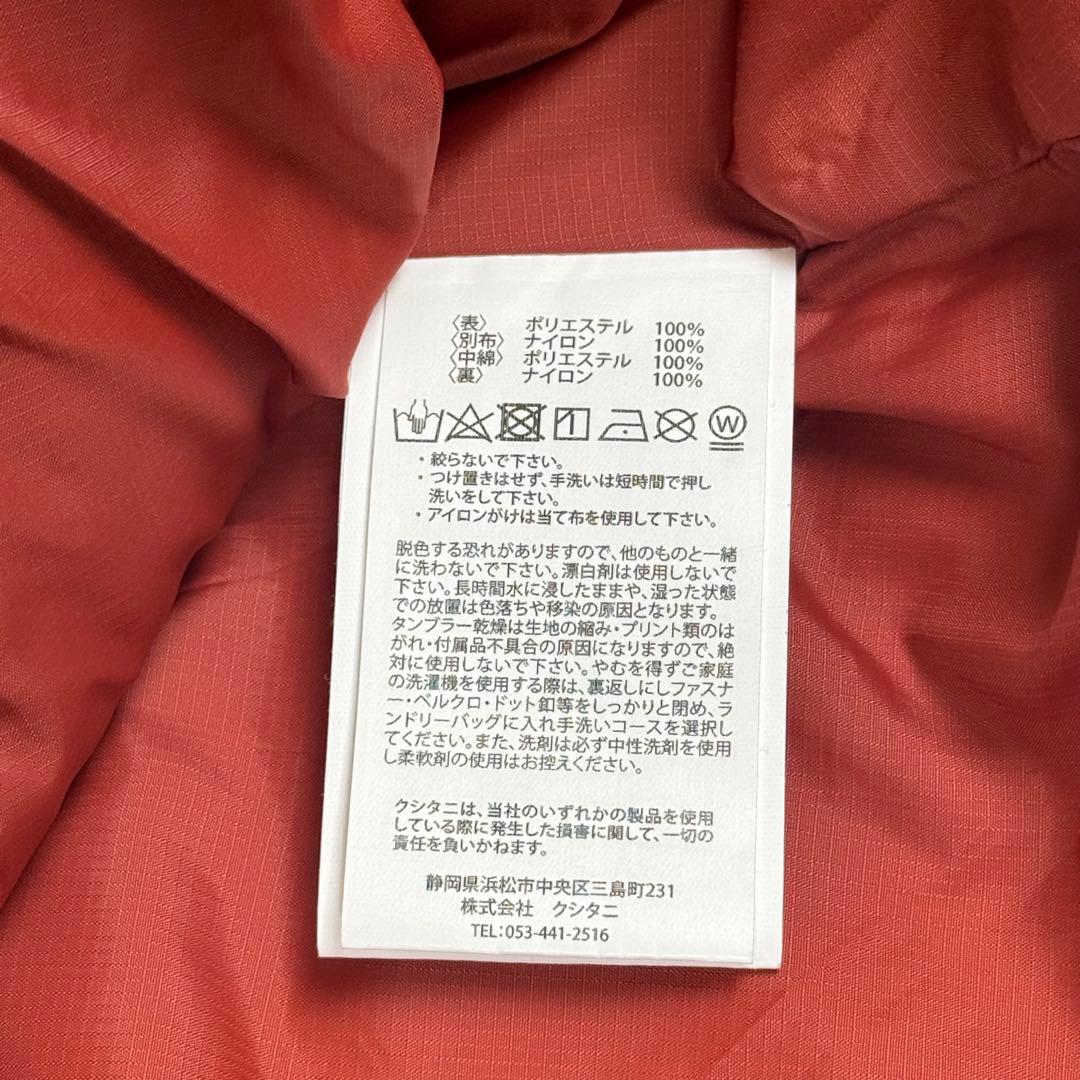 〈表〉 ポリエステル 100%
〈別布〉 ナイロン 100%
〈中綿〉 ポリエステル 100%
〈裏〉 ナイロン 100%
W
・絞らないで下さい。
・つけ置きはせず、手洗いは短時間で押し
洗いをして下さい。
・アイロンがけは当て布を使用して下さい。
脱色する恐れがありますので、他のものと一緒
に洗わないで下さい。漂白剤は使用しないで
下さい。長時間水に浸したままや、湿った状態
での放置は色落ちや移染の原因となります。
タンブラー乾燥は生地の縮み・プリント類のは
がれ・付属品不具合の原因になりますので、絶
対に使用しないで下さい。やむを得ずご家庭
の洗濯機を使用する際は、裏返しにしファスナ
ー・ベルクロ・ドット釦等をしっかりと閉め、ラ
ンドリーバッグに入れ手洗いコースを選択し
てください。また、洗剤は必ず中性洗剤を使用
し柔軟剤の使用はお控えください。
クシタニは、当社のいずれかの製品を使用
している際に発生した損害に関して、一切の
責任を負いかねます。
静岡県浜松市中央区三島町231
株式会社 クシタニ
TEL:053-441-2516